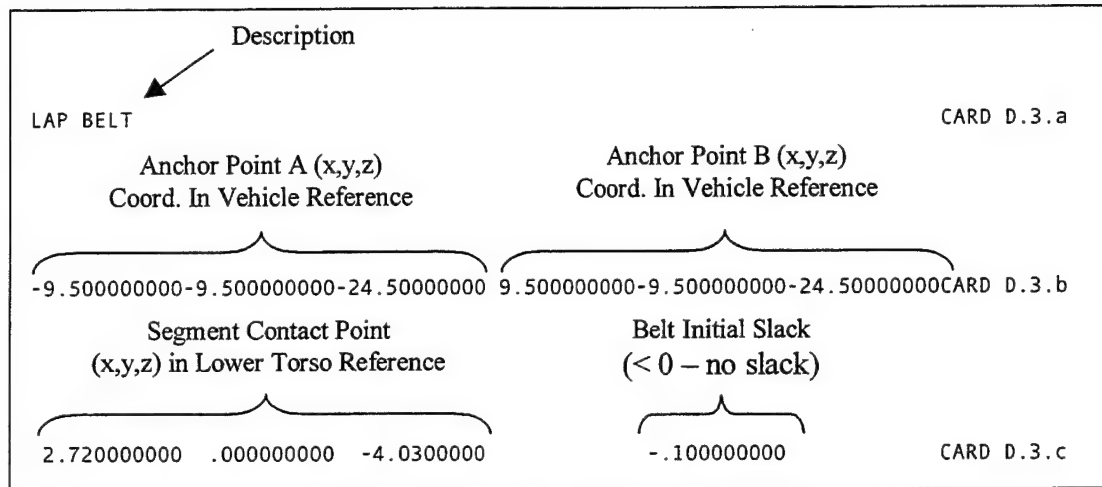 Description
LAP BELT CARD D.3.a
Anchor Point A (x,y,z)
Coord. In Vehicle Reference
Anchor Point B (x,y,z)
Coord. In Vehicle Reference
-9.500000000-9.500000000-24.50000000 9.500000000-9.500000000-24.50000000CARD D.3.b
Segment Contact Point
(x,y,z) in Lower Torso Reference
Belt Initial Slack
(< 0 – no slack)
2.720000000 .000000000 -4.0300000 -.100000000 CARD D.3.c